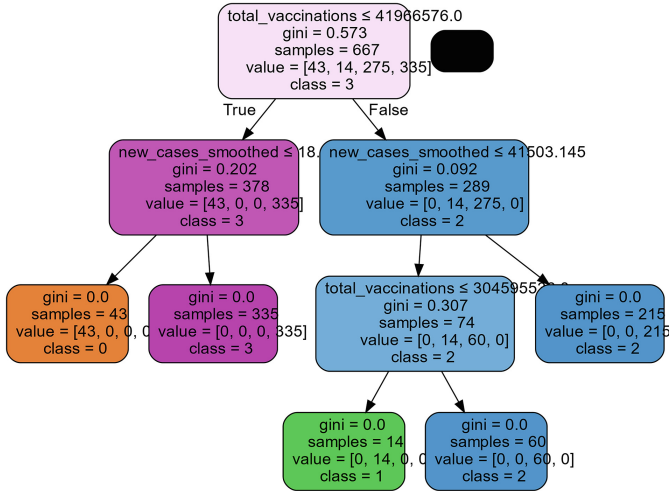 total_vaccinations ≤ 41966576.0
gini = 0.573
samples = 667
value = [43, 14, 275, 335]
class = 3
True
False
new_cases_smoothed ≤ 18.
gini = 0.202
samples = 378
value = [43, 0, 0, 335]
class = 3
new_cases_smoothed ≤ 41503.145
gini = 0.092
samples = 289
value = [0, 14, 275, 0]
class = 2
gini = 0.0
samples = 43
value = [43, 0, 0, 0
class = 0
gini = 0.0
samples = 335
value = [0, 0, 0, 335]
class = 3
total_vaccinations ≤
gini = 0.307
samples = 74
value = [0, 14, 60, 0]
class = 2
gini = 0.0
samples = 215
value = [0, 0, 215
class = 2
gini = 0.0
samples = 14
value = [0, 14, 0, 0
class = 1
gini = 0.0
samples = 60
value = [0, 0, 60, 0]
class = 2